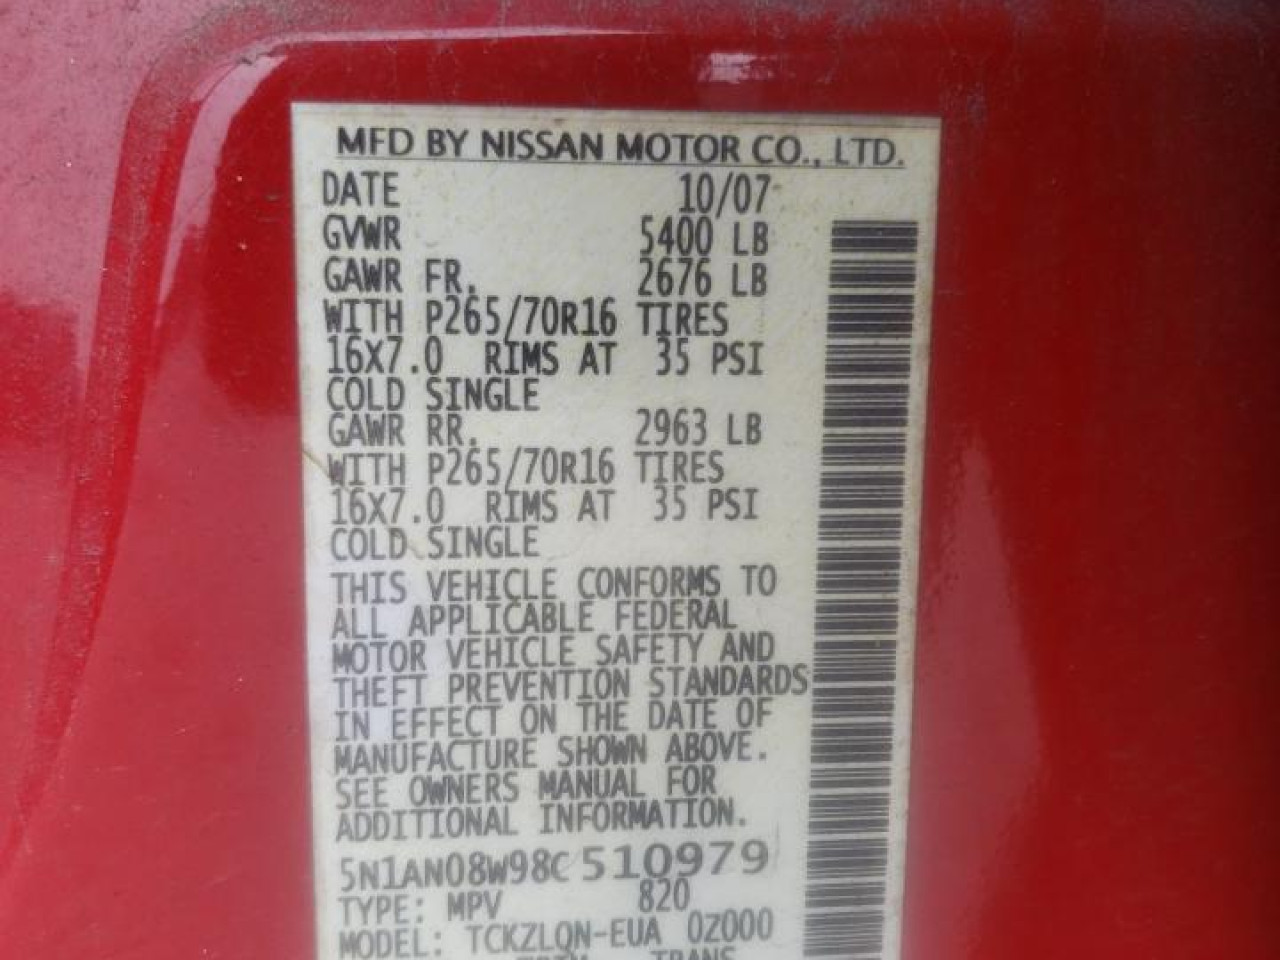 MFD BY NISSAN MOTOR CO., LTD.
DATE 10/07
GVWR 5400 LB
GAWR FR. 2676 LB
WITH P265/70R16 TIRES
16X7.0 RIMS AT 35 PSI
COLD SINGLE
GAWR RR. 2963 LB
WITH P265/70R16 TIRES
16X7.0 RIMS AT 35 PSI
COLD SINGLE
THIS VEHICLE CONFORMS TO
ALL APPLICABLE FEDERAL
MOTOR VEHICLE SAFETY AND
THEFT PREVENTION STANDARDS
IN EFFECT ON THE DATE OF
MANUFACTURE SHOWN ABOVE.
SEE OWNERS MANUAL FOR
ADDITIONAL INFORMATION.
5N1AN08W98C510979
TYPE: MPV 820
MODEL: TCKZLQN-EUA 0Z000
TRANS